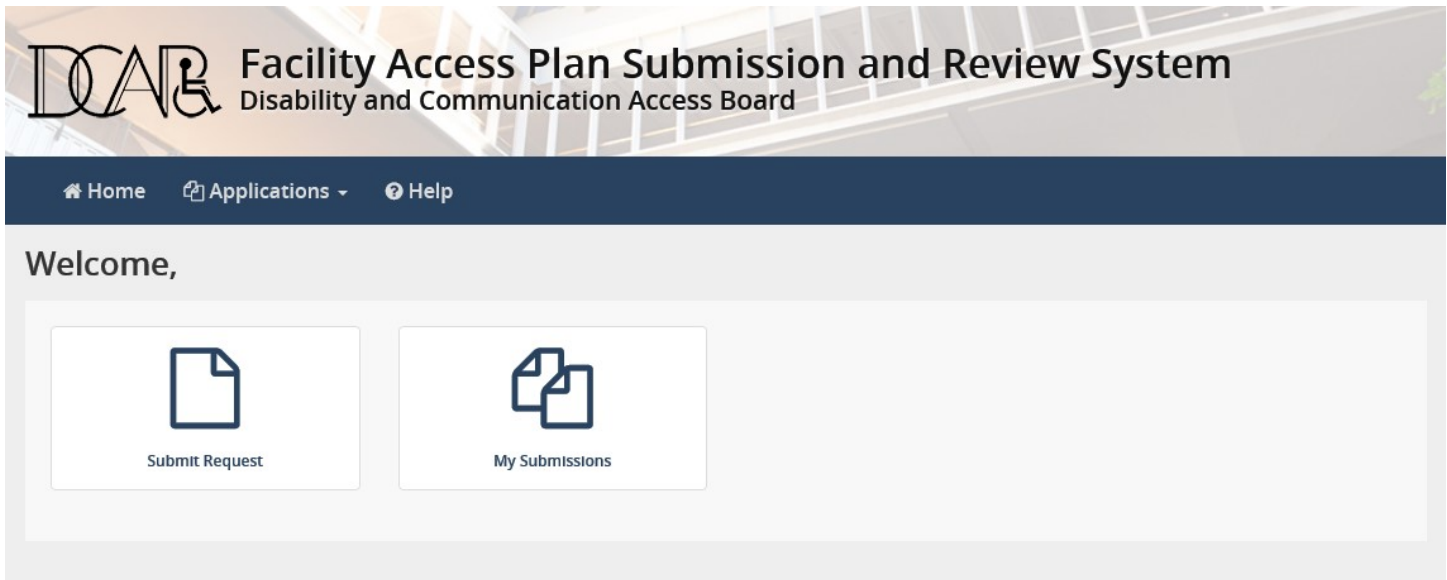 DCAB
Facility Access Plan Submission and Review System
Disability and Communication Access Board
Home Applications Help
Welcome,
Submit Request My Submissions